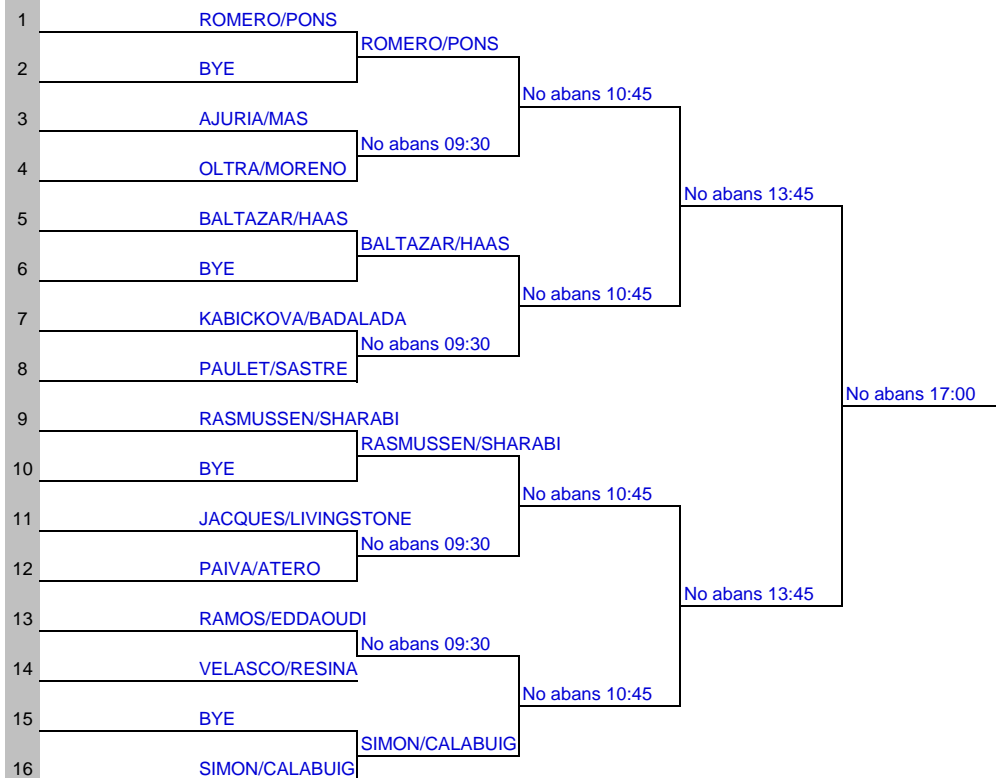 1 ROMERO/PONS
ROMERO/PONS
2 BYE
No abans 10:45
3 AJURIA/MAS
No abans 09:30
4 OLTRA/MORENO
No abans 13:45
5 BALTAZAR/HAAS
BALTAZAR/HAAS
6 BYE
No abans 10:45
7 KABICKOVA/BADALADA
No abans 09:30
8 PAULET/SASTRE
No abans 17:00
9 RASMUSSEN/SHARABI
RASMUSSEN/SHARABI
10 BYE
No abans 10:45
11 JACQUES/LIVINGSTONE
No abans 09:30
12 PAIVA/ATERO
No abans 13:45
13 RAMOS/EDDAOUDI
No abans 09:30
14 VELASCO/RESINA
No abans 10:45
15 BYE
SIMON/CALABUIG
16 SIMON/CALABUIG